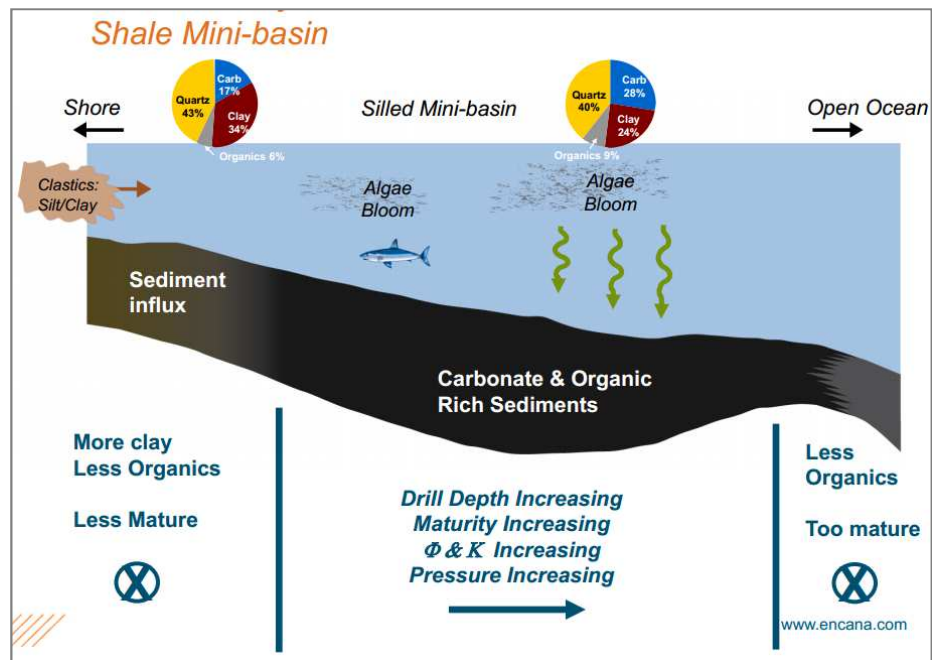 Shale Mini-basin
Shore
Silled Mini-basin
Open Ocean
Quartz
43%
Carb
17%
Clay
34%
Organics 6%
Quartz
40%
Carb
28%
Clay
24%
Organics 9%
Clastics:
Silt/Clay
Algae
Bloom
Algae
Bloom
Sediment
influx
Carbonate & Organic
Rich Sediments
More clay
Less Organics
Less Mature
X
Drill Depth Increasing
Maturity Increasing
Φ & K Increasing
Pressure Increasing
Less
Organics
Too mature
X
www.encana.com